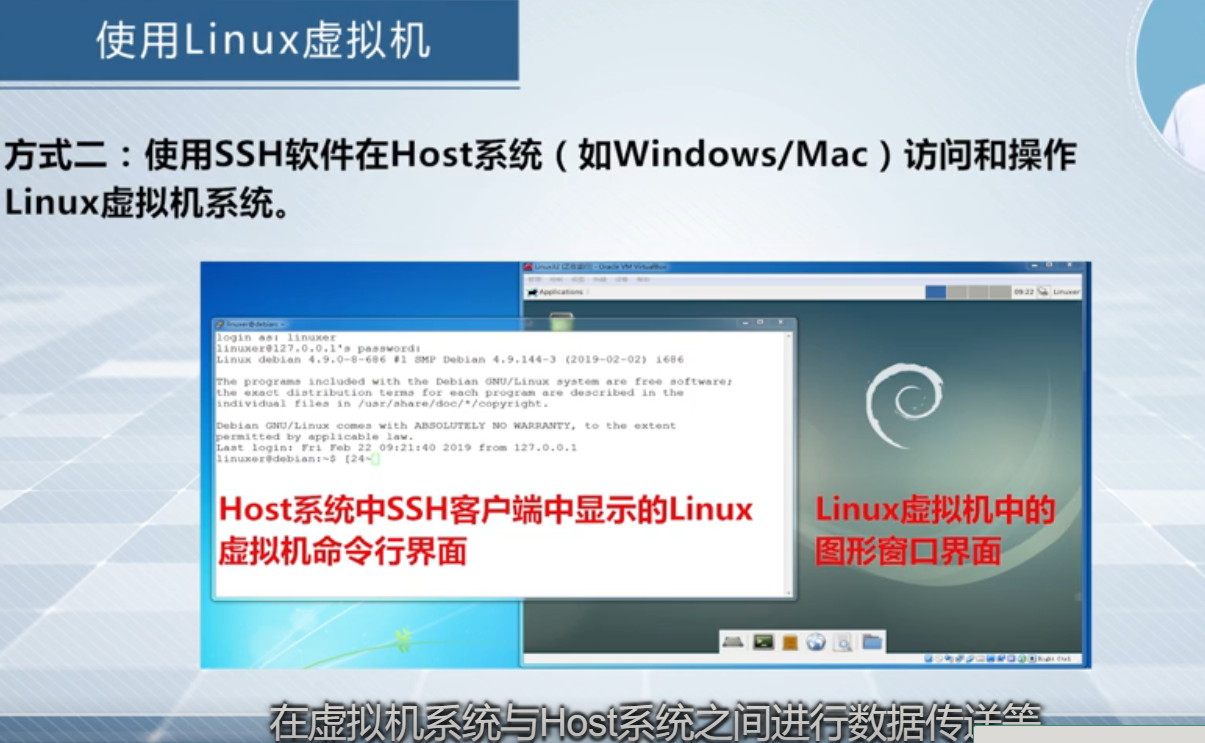 使用Linux虚拟机
方式二：使用SSH软件在Host系统（如Windows/Mac）访问和操作
Linux虚拟机系统。
Applications
09:22
Linuxer
linuxer@debian: ~
login as: linuxer
linuxer@127.0.0.1's password:
Linux debian 4.9.0-8-686 #1 SMP Debian 4.9.144-3 (2019-02-02) i686
The programs included with the Debian GNU/Linux system are free software;
the exact distribution terms for each program are described in the
individual files in /usr/share/doc/*/copyright.
Debian GNU/Linux comes with ABSOLUTELY NO WARRANTY, to the extent
permitted by applicable law.
Last login: Fri Feb 22 09:21:40 2019 from 127.0.0.1
linuxer@debian:~$ [24~
Host系统中SSH客户端中显示的Linux
虚拟机命令行界面
Linux虚拟机中的
图形窗口界面
Right Ctrl
在虚拟机系统与Host系统之间进行数据传送等